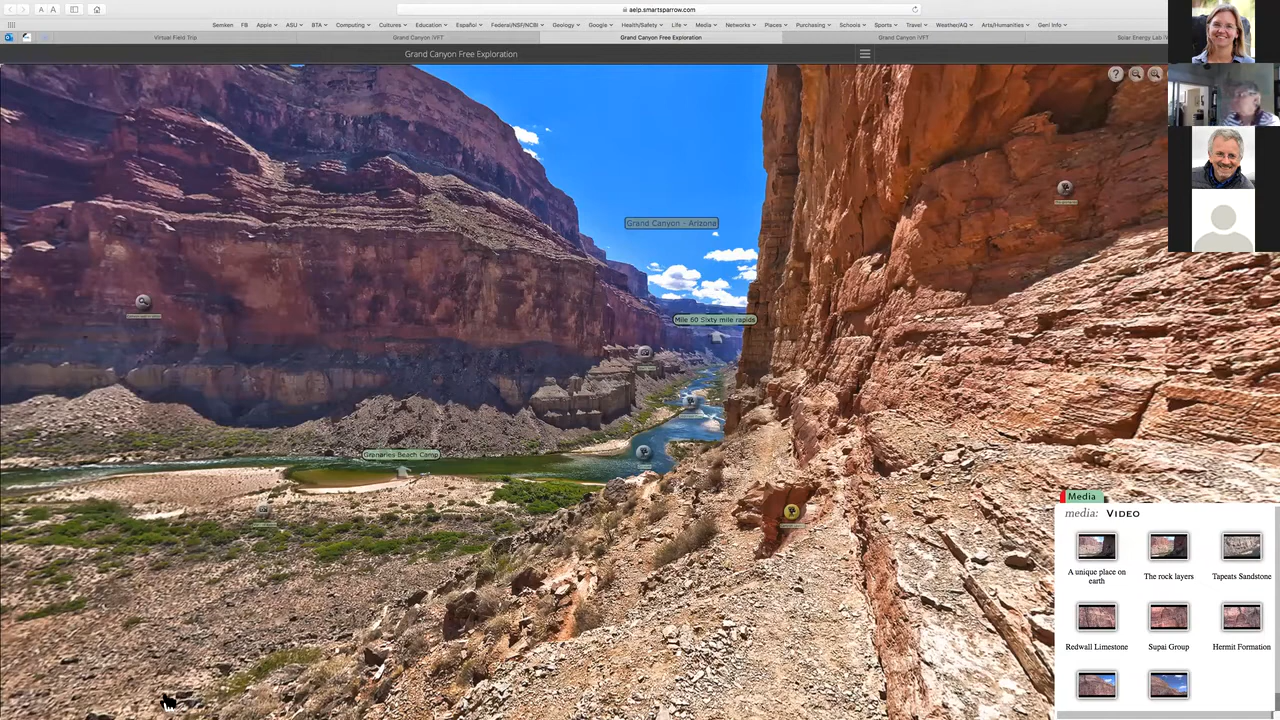 A A
aelp.smartsparrow.com
Semken FB Apple ASU BTA Computing Cultures Education Español Federal/NSF/NCBI Geology Google Health/Safety Life Media Networks Places Purchasing Schools Sports Travel Weather/AQ Arts/Humanities Genl Info
Virtual Field Trip Grand Canyon iVFT Grand Canyon Free Exploration Grand Canyon iVFT Solar Energy Lab
Grand Canyon Free Exploration
?
Grand Canyon - Arizona
Mile 60 Sixty mile rapids
Granaries Beach Camp
Media
media: VIDEO
A unique place on
earth
The rock layers
Tapeats Sandstone
Redwall Limestone
Supai Group
Hermit Formation